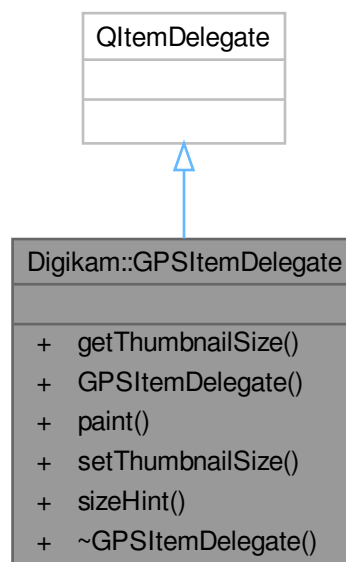 QItemDelegate
Digikam::GPSItemDelegate
+ getThumbnailSize()
+ GPSItemDelegate()
+ paint()
+ setThumbnailSize()
+ sizeHint()
+ ~GPSItemDelegate()